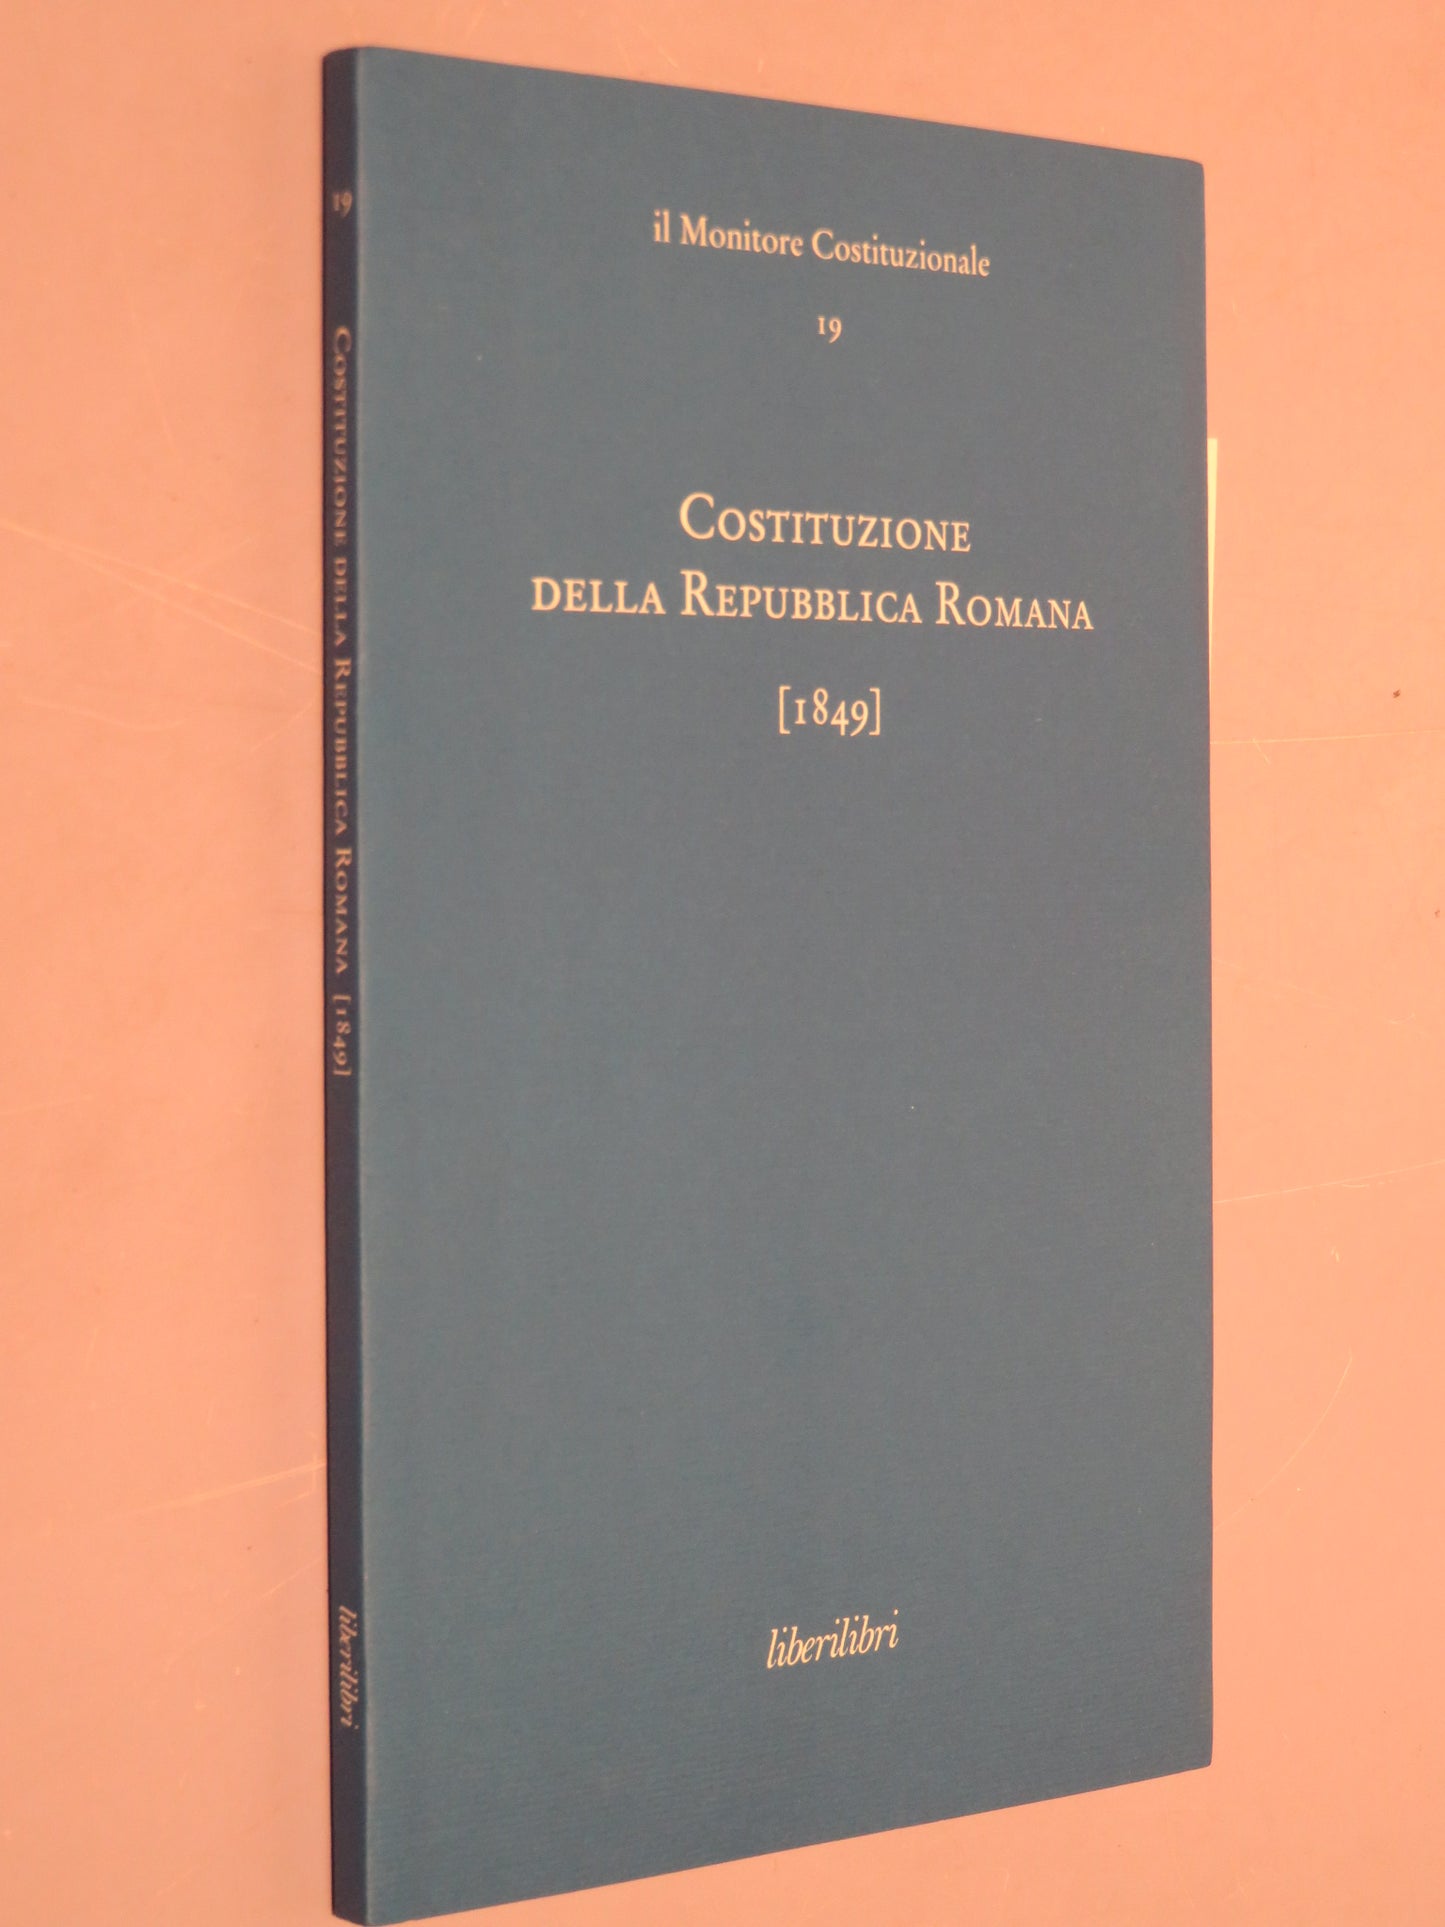 il Monitore Costituzionale
19
Costituzione
della Repubblica Romana
[1849]
liberilibri
19
Costituzione della Repubblica Romana [1849]
liberilibri